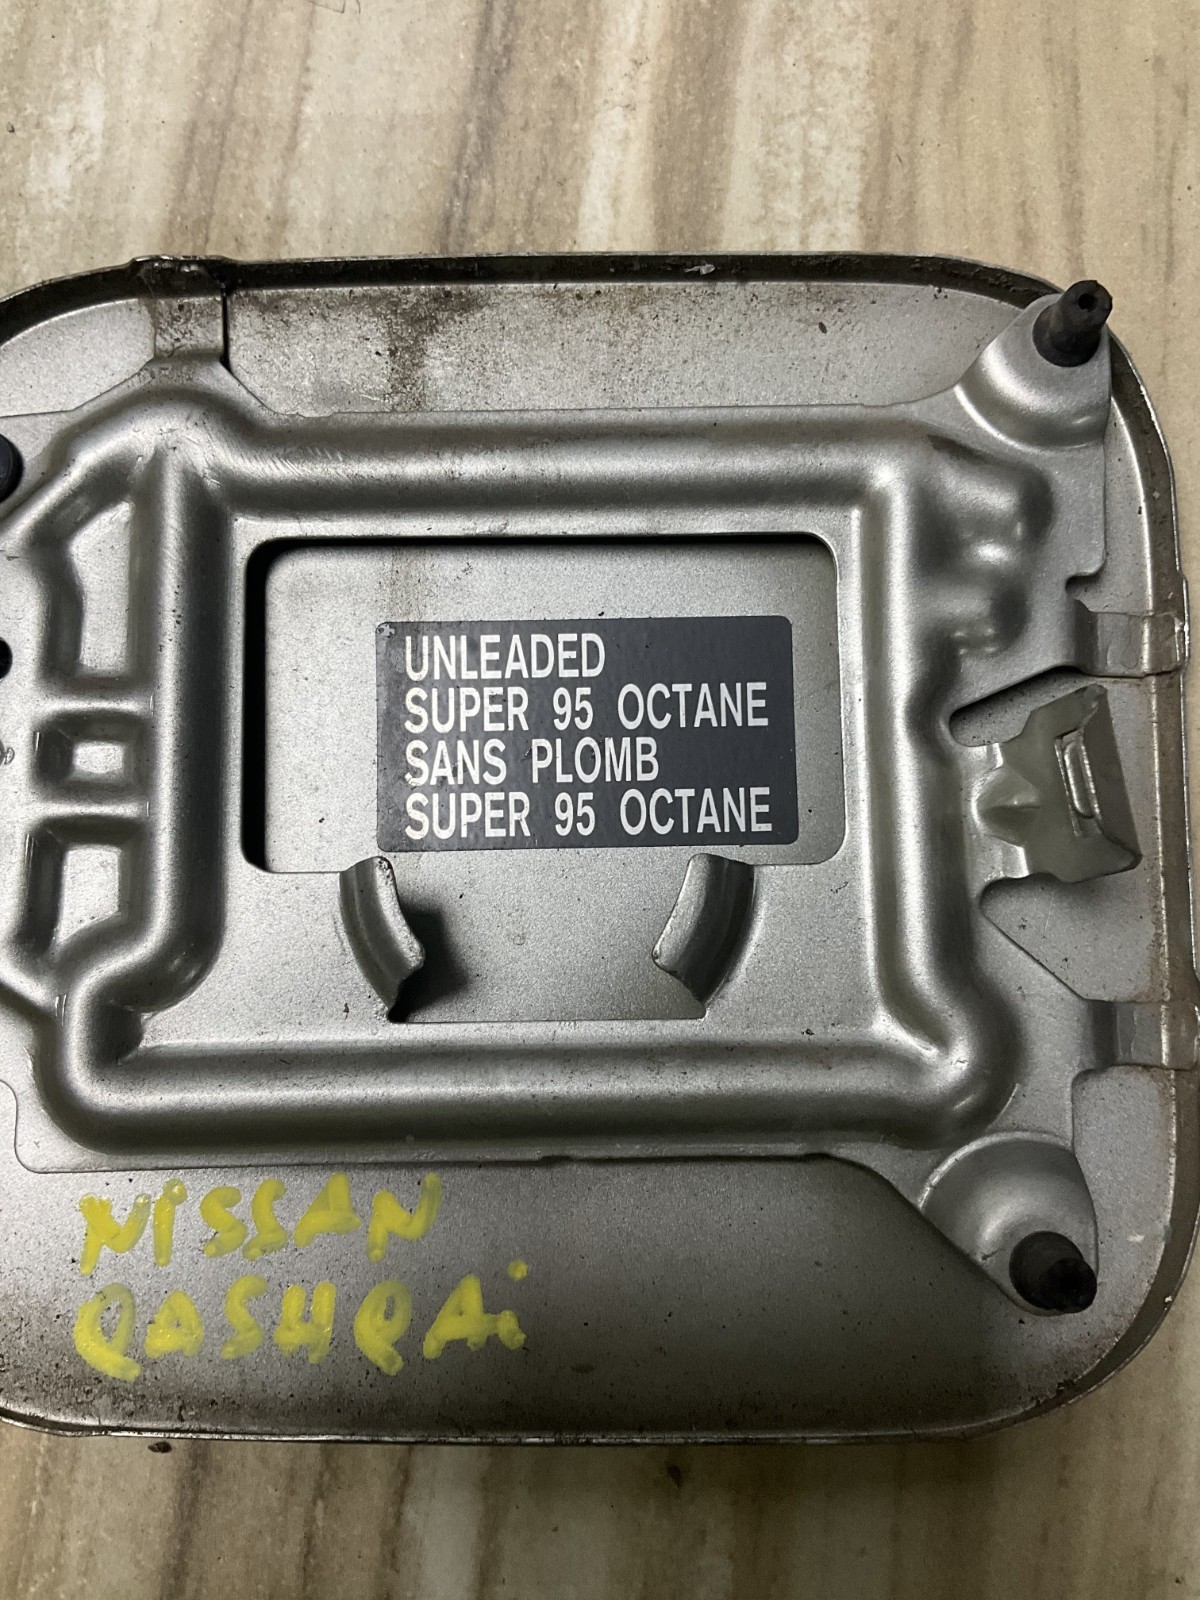 UNLEADED
SUPER 95 OCTANE
SANS PLOMB
SUPER 95 OCTANE
NiSSAN
QASHQAi